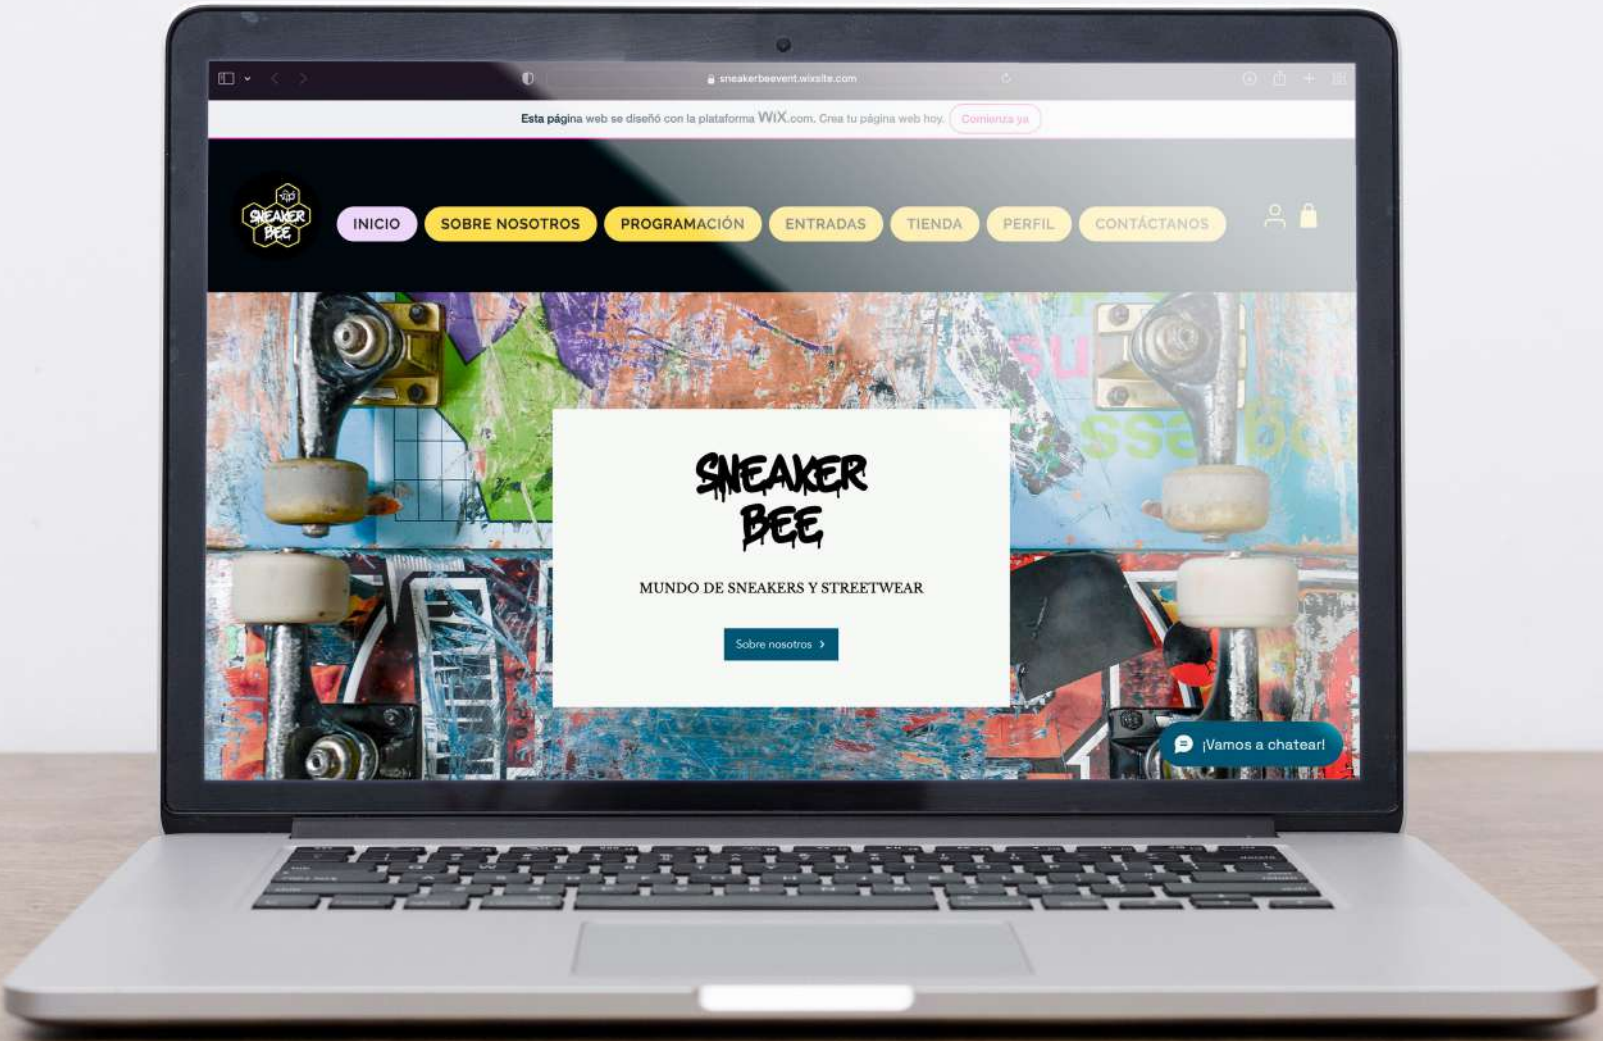 sneakerbeevent.wixsite.com
Esta página web se diseñó con la plataforma WiX.com. Crea tu página web hoy. Comienza ya
SNEAKER
BEE
INICIO SOBRE NOSOTROS PROGRAMACIÓN ENTRADAS TIENDA PERFIL CONTÁCTANOS
SNEAKER
BEE
MUNDO DE SNEAKERS Y STREETWEAR
Sobre nosotros >
¡Vamos a chatear!